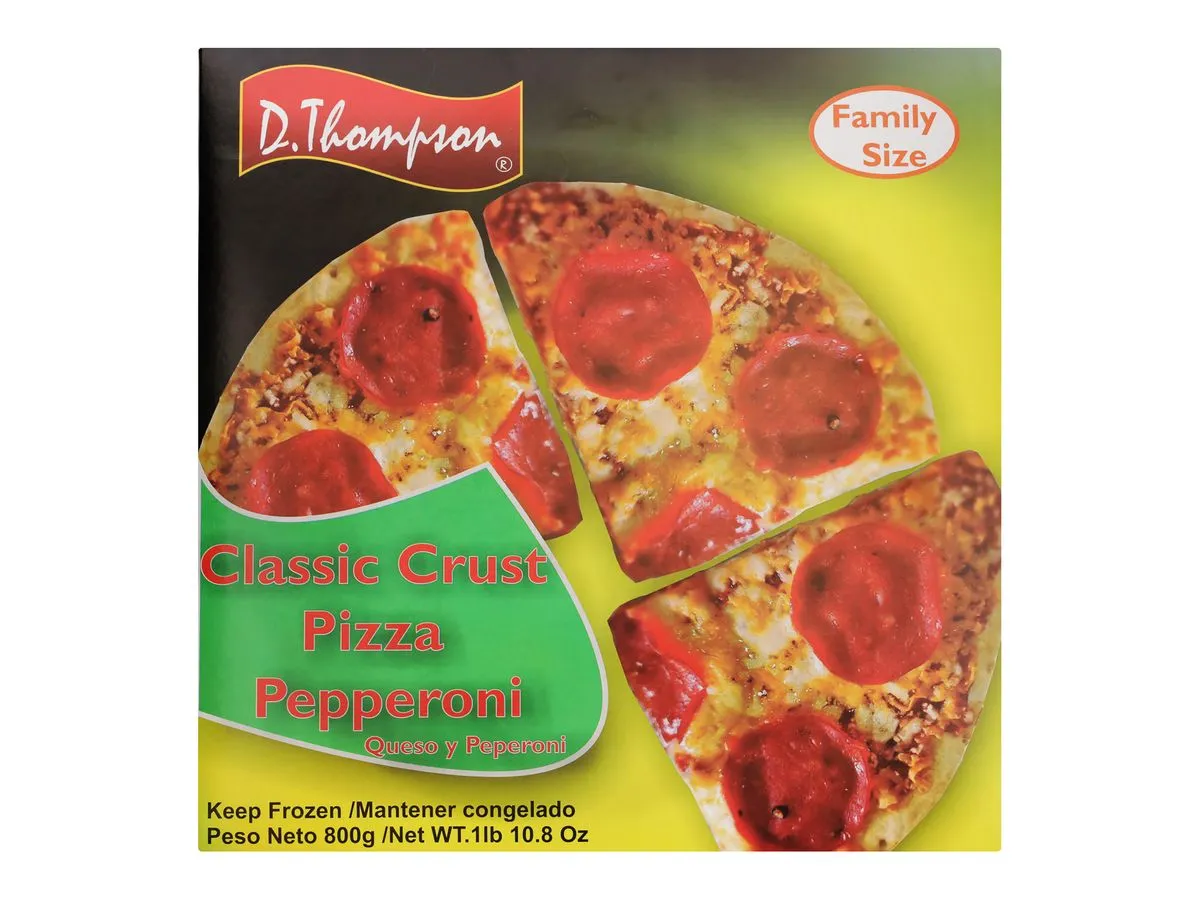 D.Thompson
®
Family
Size
Classic Crust
Pizza
Pepperoni
Queso y Peperoni
Keep Frozen /Mantener congelado
Peso Neto 800g /Net WT.1lb 10.8 Oz